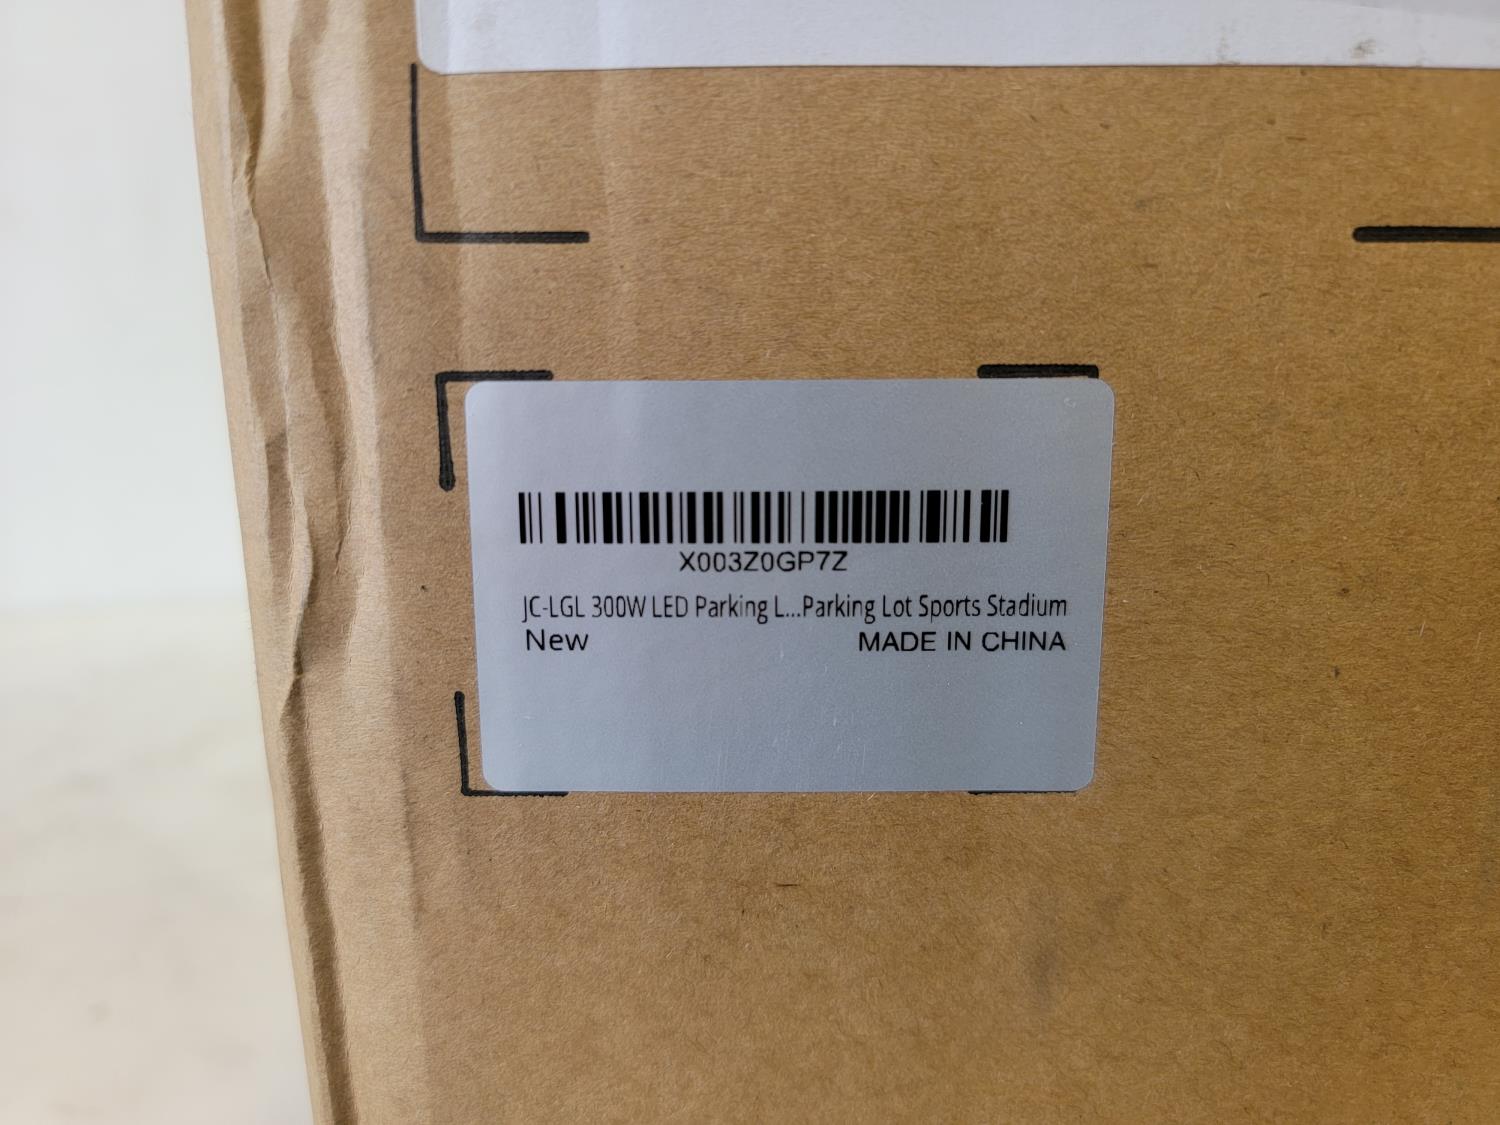 X003Z0GP7Z
JC-LGL 300W LED Parking L...Parking Lot Sports Stadium
New MADE IN CHINA